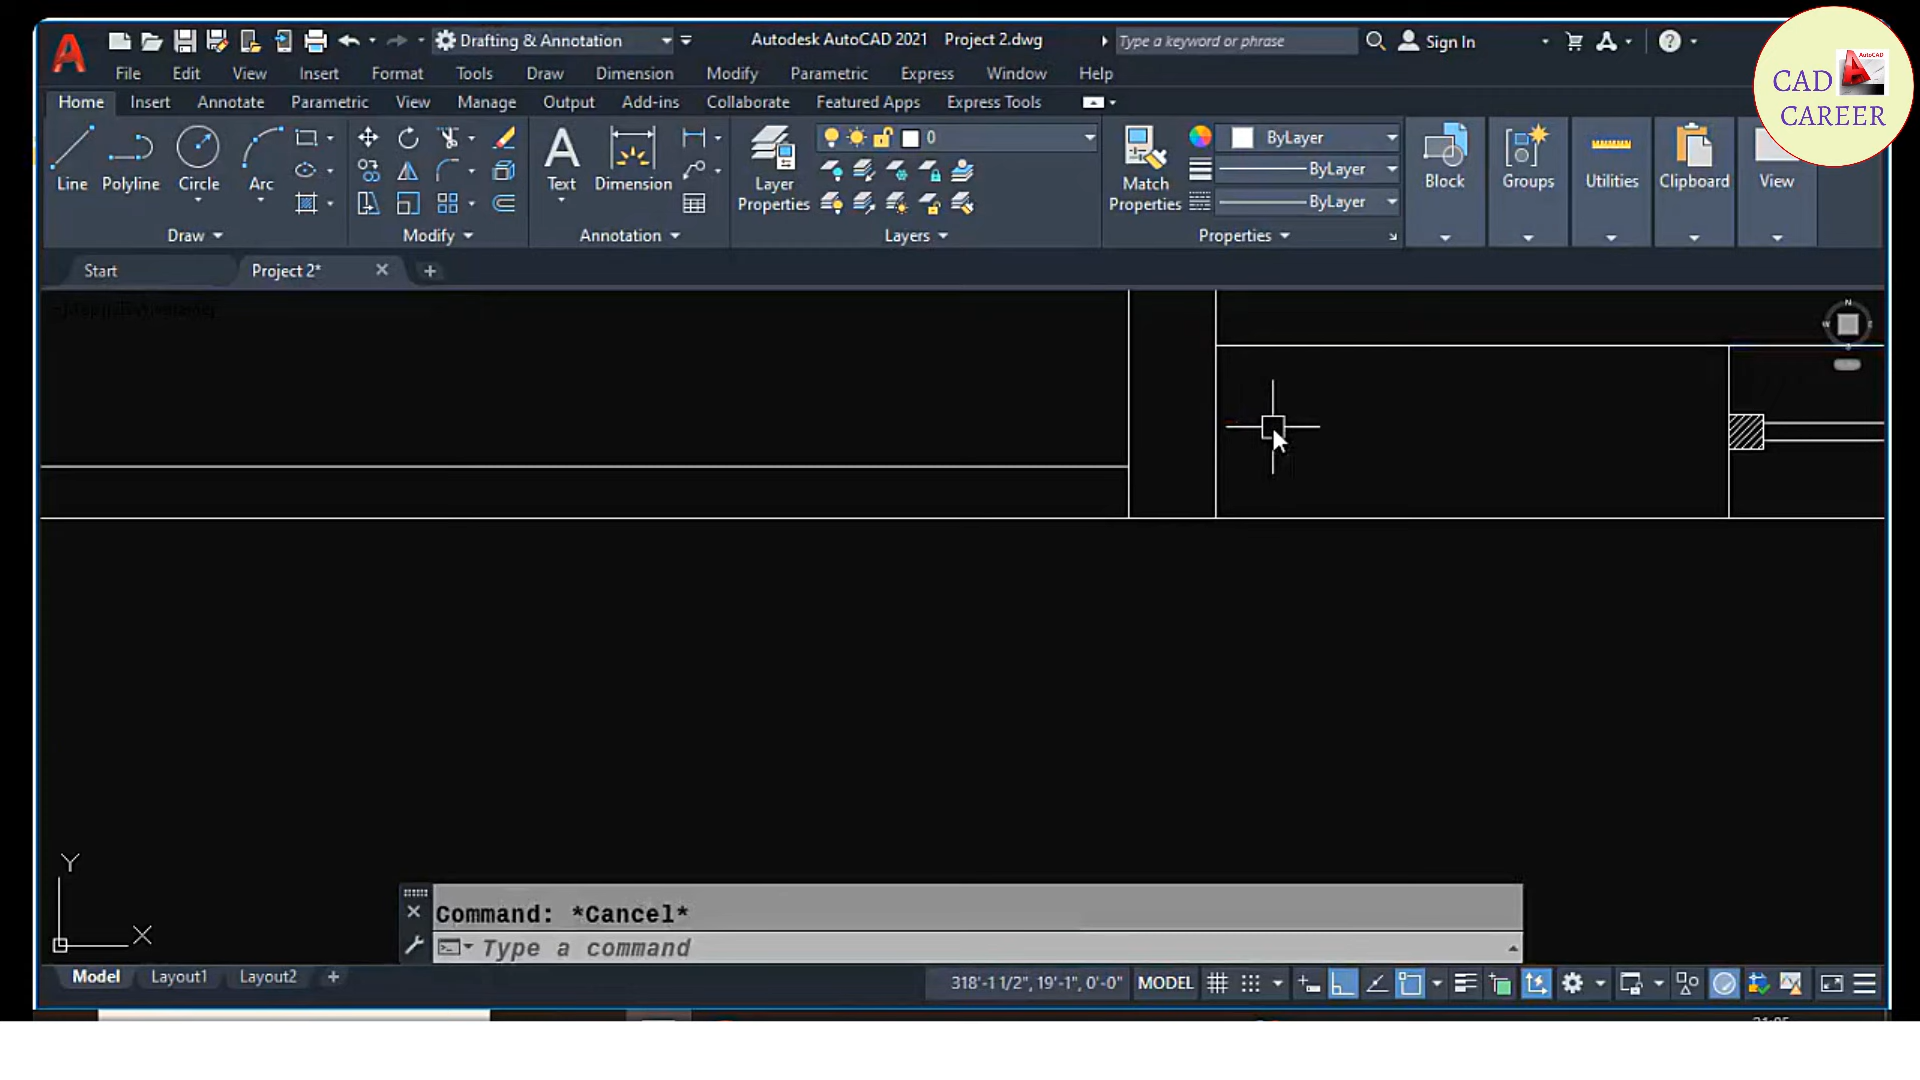 Drafting & Annotation
Autodesk AutoCAD 2021 Project 2.dwg
Type a keyword or phrase
Sign In
File Edit View Insert Format Tools Draw Dimension Modify Parametric Express Window Help
Home Insert Annotate Parametric View Manage Output Add-ins Collaborate Featured Apps Express Tools
CAD
CAREER
AutoCAD
0
ByLayer
ByLayer
ByLayer
Line Polyline Circle Arc
Text Dimension
Layer
Properties
Match
Properties
Block Groups Utilities Clipboard View
Draw Modify Annotation Layers Properties
Start Project 2*
N
W
Y
X
Command: *Cancel*
Type a command
Model Layout1 Layout2
318'-1 1/2", 19'-1", 0'-0" MODEL